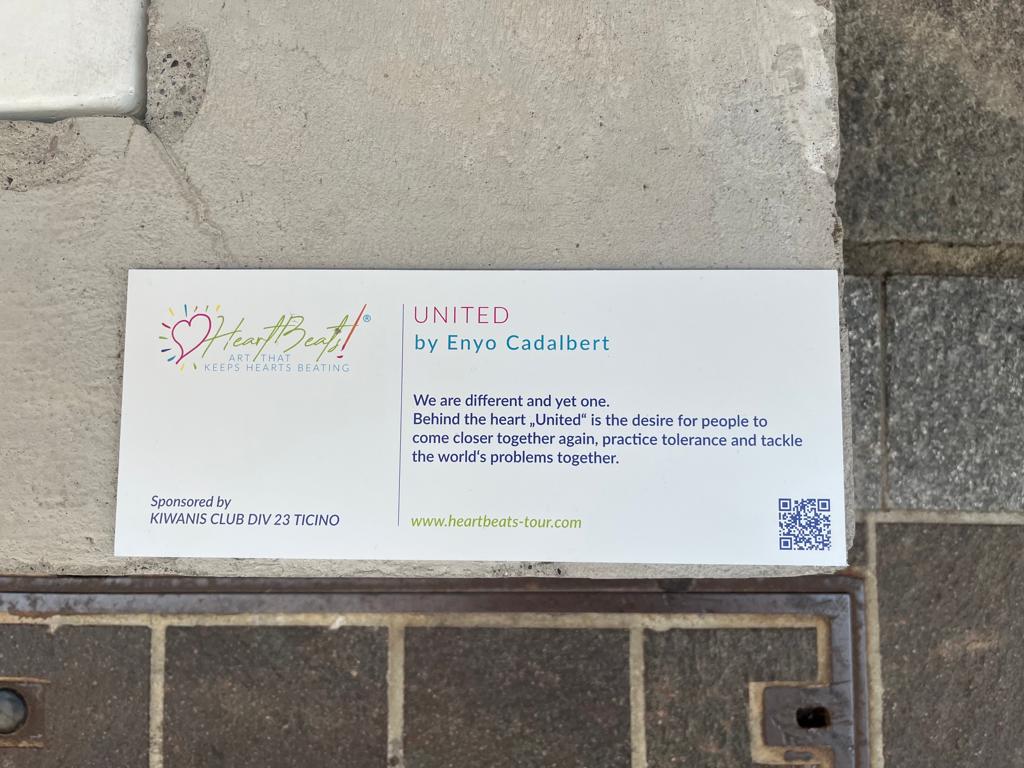 HeartBeats!®
ART THAT
KEEPS HEARTS BEATING
Sponsored by
KIWANIS CLUB DIV 23 TICINO
UNITED
by Enyo Cadalbert
We are different and yet one.
Behind the heart „United“ is the desire for people to
come closer together again, practice tolerance and tackle
the world‘s problems together.
www.heartbeats-tour.com